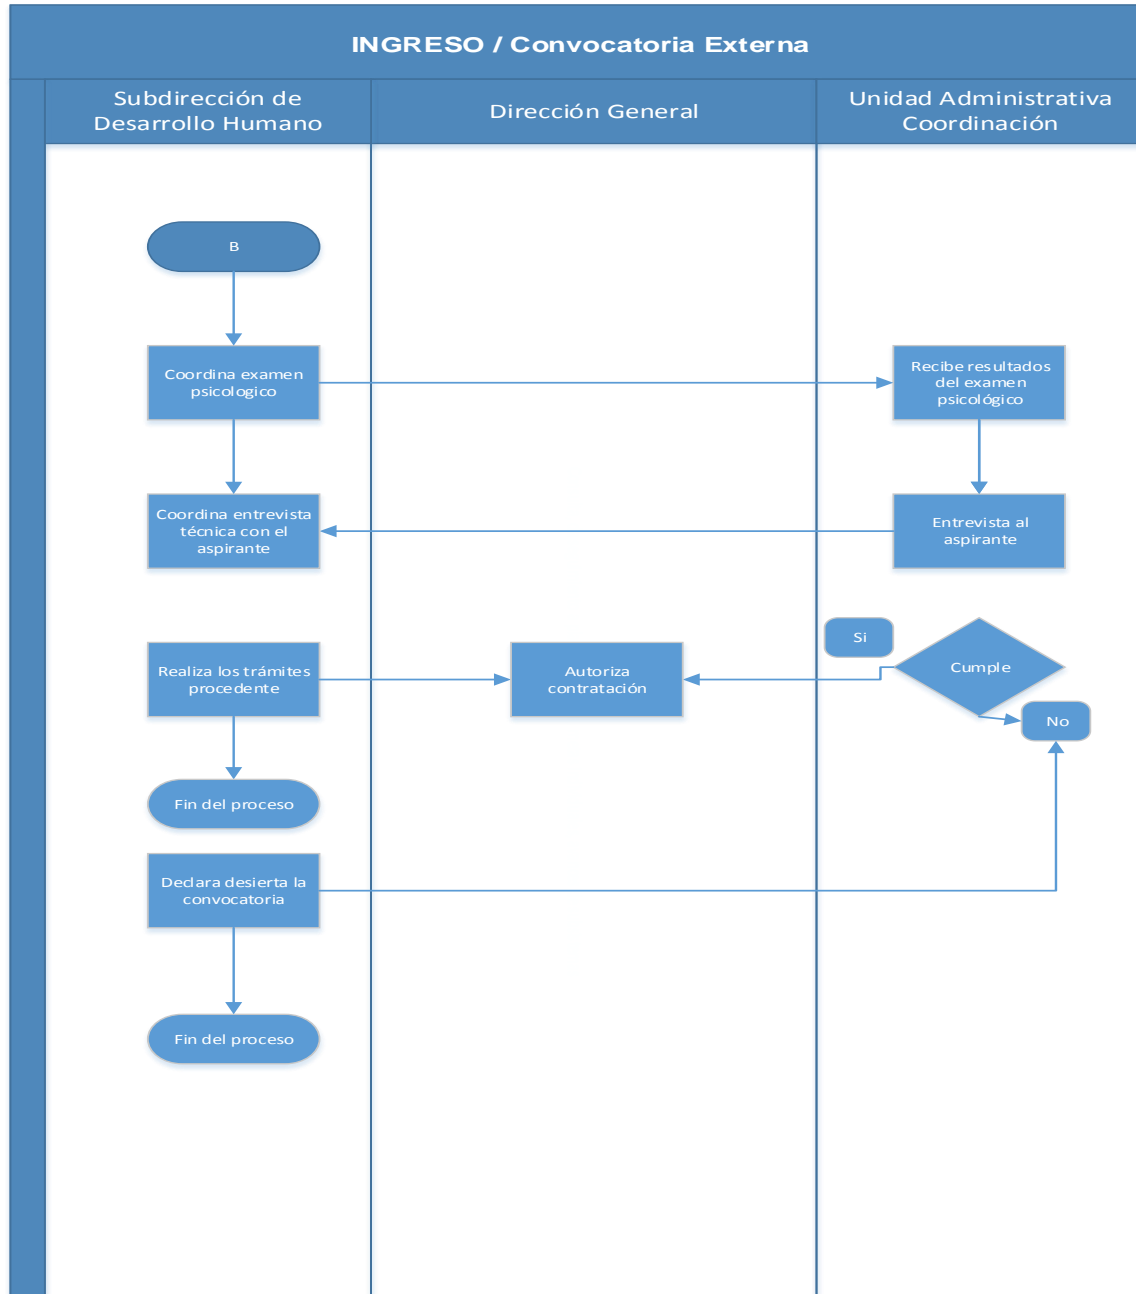 INGRESO / Convocatoria Externa
Subdirección de
Desarrollo Humano
Dirección General
Unidad Administrativa
Coordinación
B
Coordina examen
psicologico
Recibe resultados
del examen
psicológico
Coordina entrevista
técnica con el
aspirante
Entrevista al
aspirante
Si
Cumple
Realiza los trámites
procedente
Autoriza
contratación
No
Fin del proceso
Declara desierta la
convocatoria
Fin del proceso